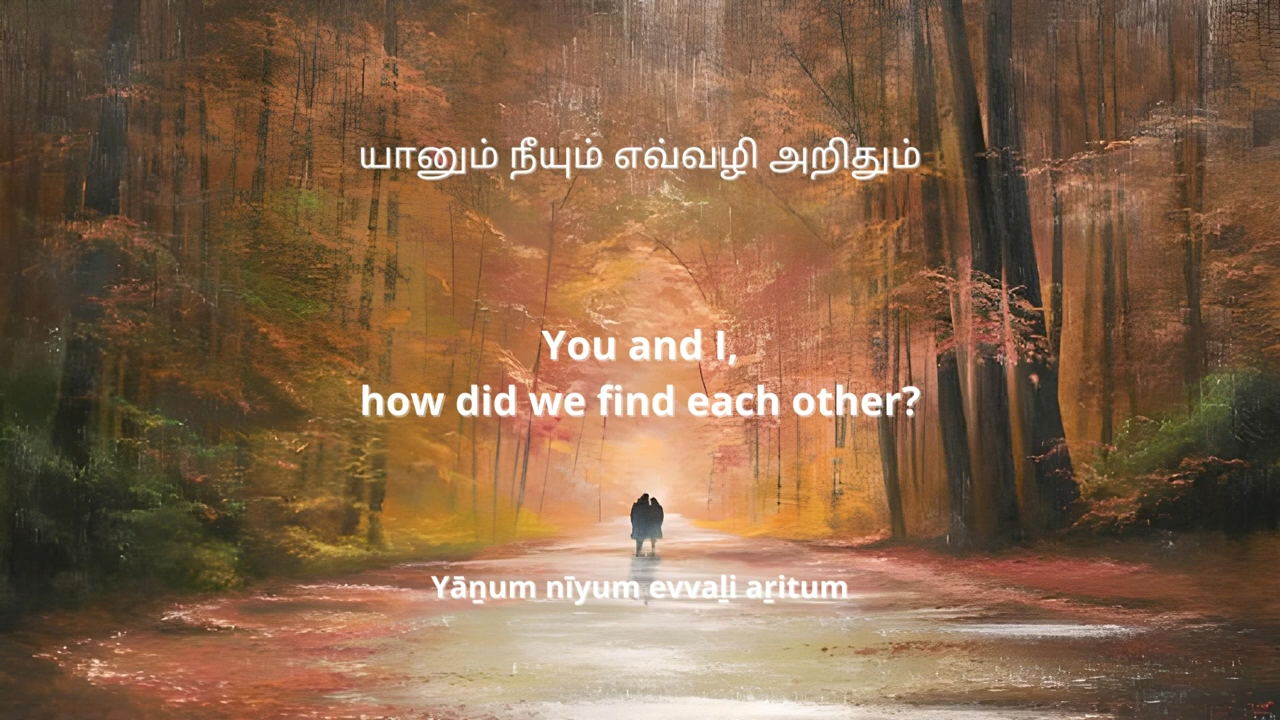 யானும் நீயும் எவ்வழி அறிதும்
You and I,
how did we find each other?
Yāṉum nīyum evvaḻi aṟitum